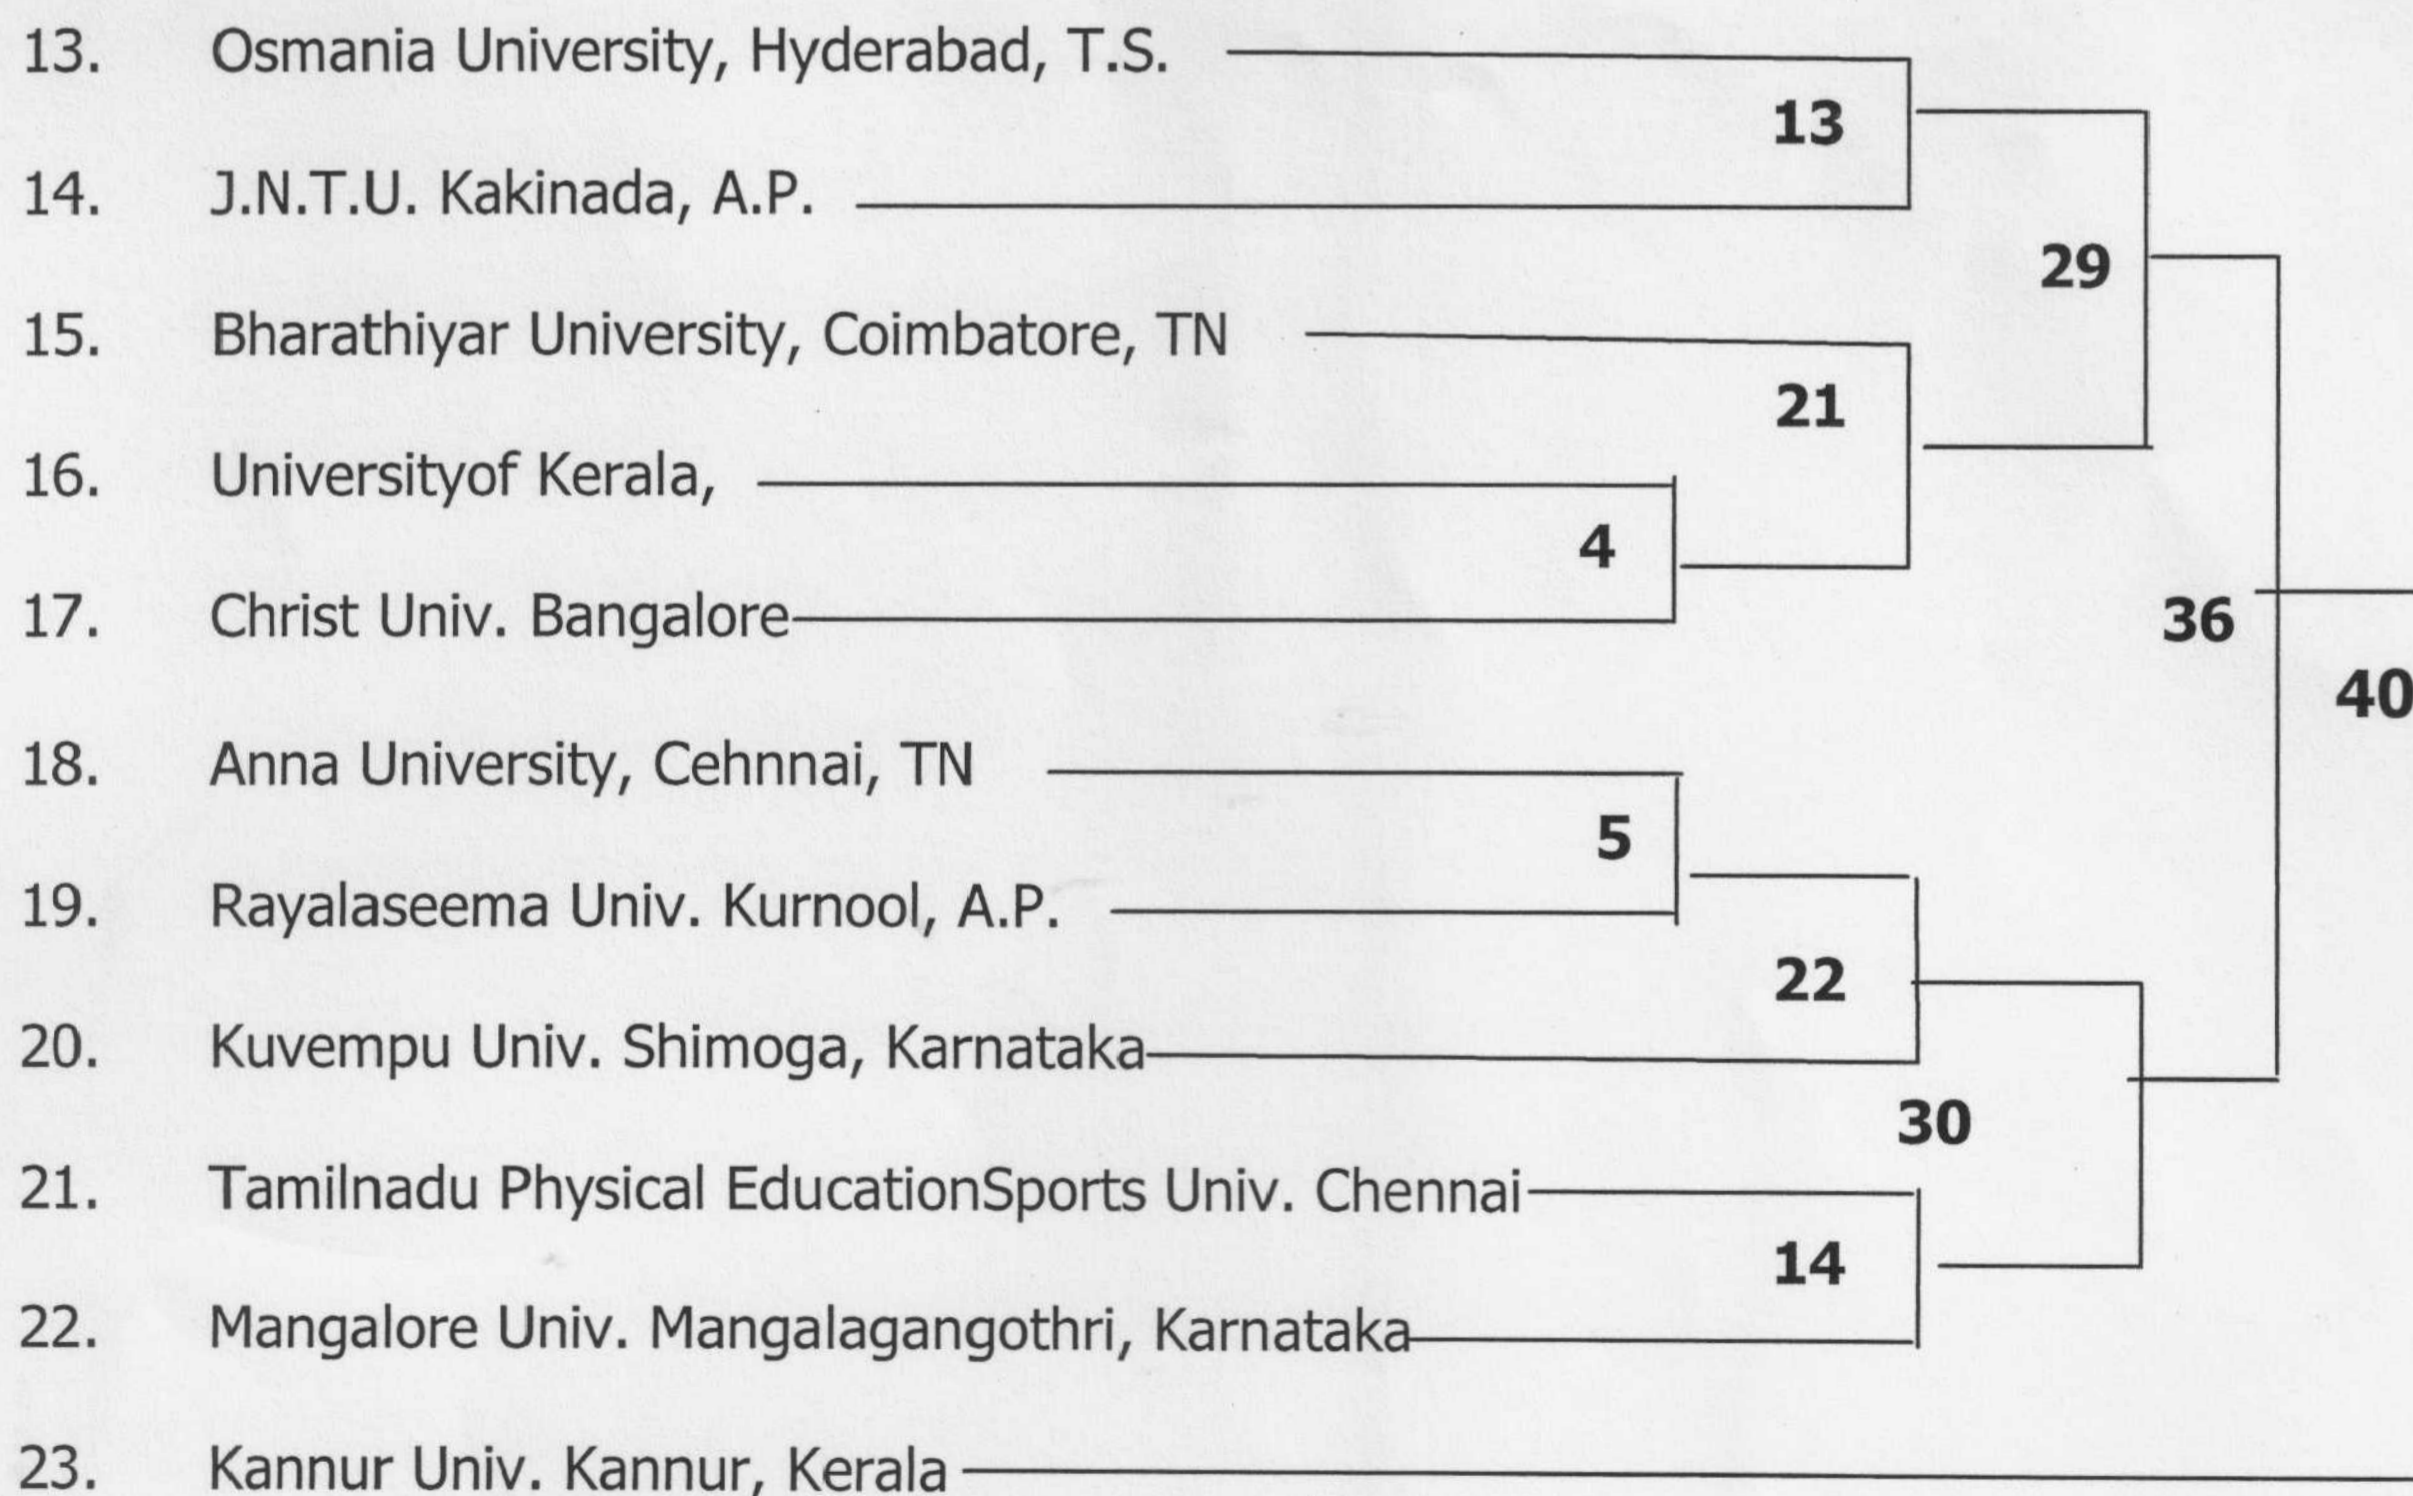 13. Osmania University, Hyderabad, T.S.
13
14. J.N.T.U. Kakinada, A.P.
29
15. Bharathiyar University, Coimbatore, TN
21
16. Universityof Kerala,
4
17. Christ Univ. Bangalore
36
40
18. Anna University, Cehnnai, TN
5
19. Rayalaseema Univ. Kurnool, A.P.
22
20. Kuvempu Univ. Shimoga, Karnataka
30
21. Tamilnadu Physical EducationSports Univ. Chennai
14
22. Mangalore Univ. Mangalagangothri, Karnataka
23. Kannur Univ. Kannur, Kerala